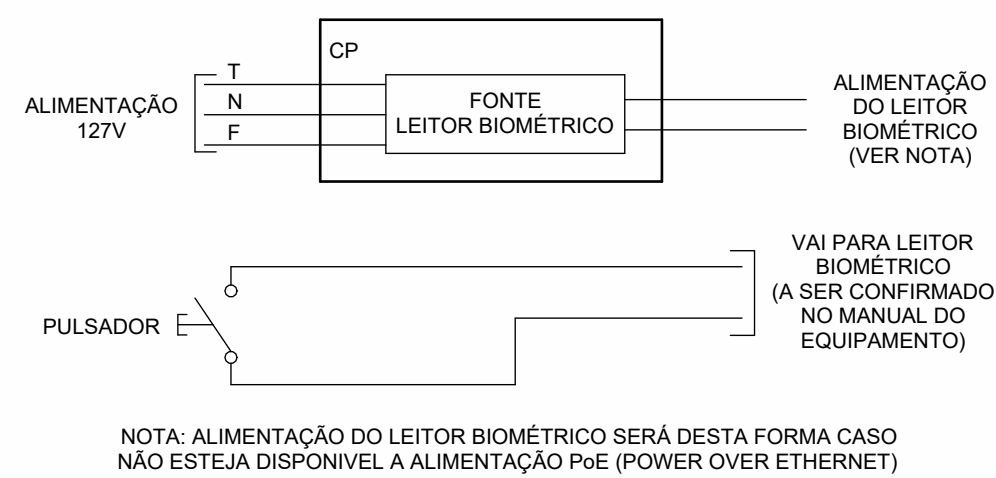 CP
T
N
F
ALIMENTAÇÃO
127V
FONTE
LEITOR BIOMÉTRICO
ALIMENTAÇÃO
DO LEITOR
BIOMÉTRICO
(VER NOTA)
PULSADOR
VAI PARA LEITOR
BIOMÉTRICO
(A SER CONFIRMADO
NO MANUAL DO
EQUIPAMENTO)
NOTA: ALIMENTAÇÃO DO LEITOR BIOMÉTRICO SERÁ DESTA FORMA CASO
NÃO ESTEJA DISPONIVEL A ALIMENTAÇÃO PoE (POWER OVER ETHERNET)